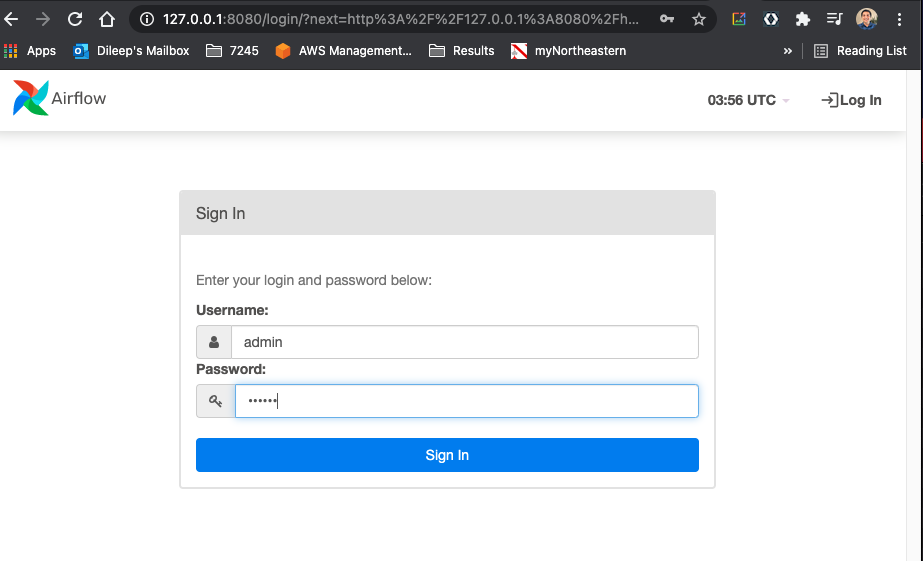 127.0.0.1:8080/login/?next=http%3A%2F%2F127.0.0.1%3A8080%2Fh...
Apps Dileep's Mailbox 7245 AWS Management... Results myNortheastern » Reading List
Airflow 03:56 UTC Log In
Sign In
Enter your login and password below:
Username:
admin
Password:
••••••
Sign In